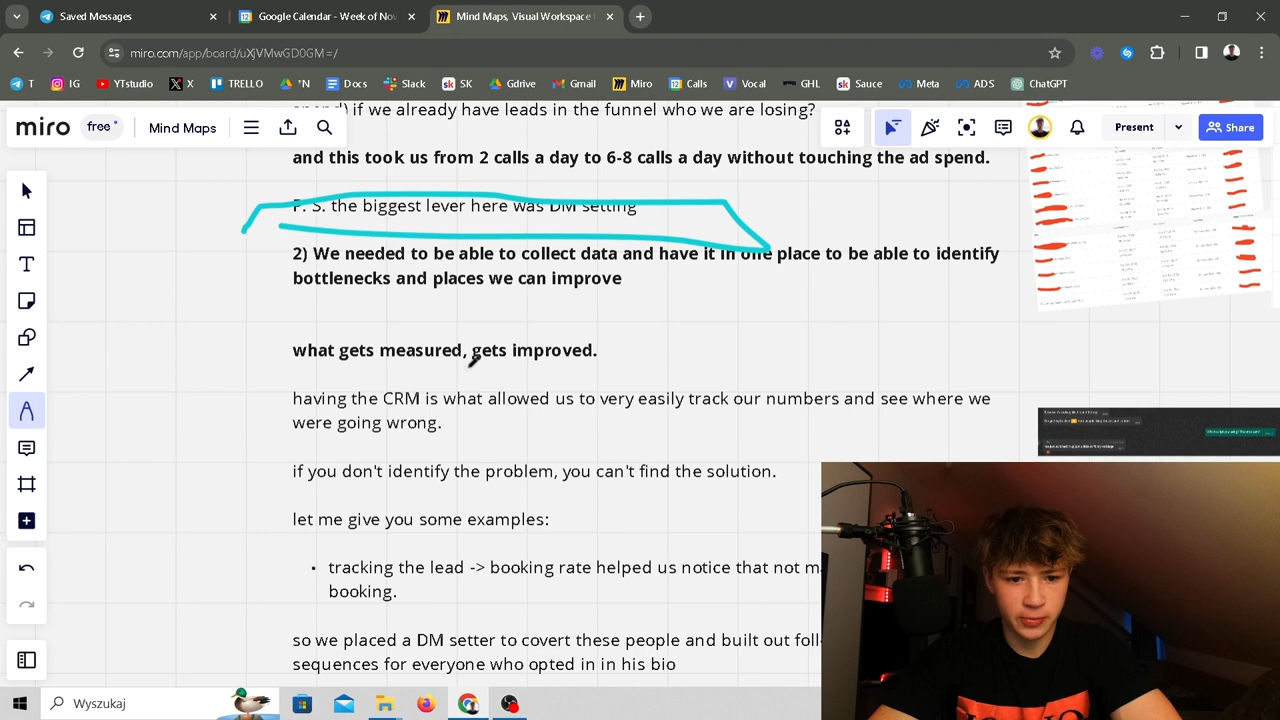 Saved Messages
Google Calendar - Week of Nov
Mind Maps, Visual Workspace
miro.com/app/board/uXjVMwGD0GM=/
T IG YTstudio X TRELLO *N Docs Slack SK Gdrive Gmail Miro Calls Vocal GHL Sauce Meta ADS ChatGPT
spend) if we already have leads in the funnel who we are losing?
miro free Mind Maps Present Share
and this took from 2 calls a day to 6-8 calls a day without touching the ad spend.
P. S. the biggest lever here was DM setting
2) We needed to be able to collect data and have it in one place to be able to identify
bottlenecks and points we can improve
what gets measured, gets improved.
having the CRM is what allowed us to very easily track our numbers and see where we
were going wrong.
if you don't identify the problem, you can't find the solution.
let me give you some examples:
• tracking the lead -> booking rate helped us notice that not
booking.
so we placed a DM setter to covert these people and built out
sequences for everyone who opted in in his bio
Wyszukaj